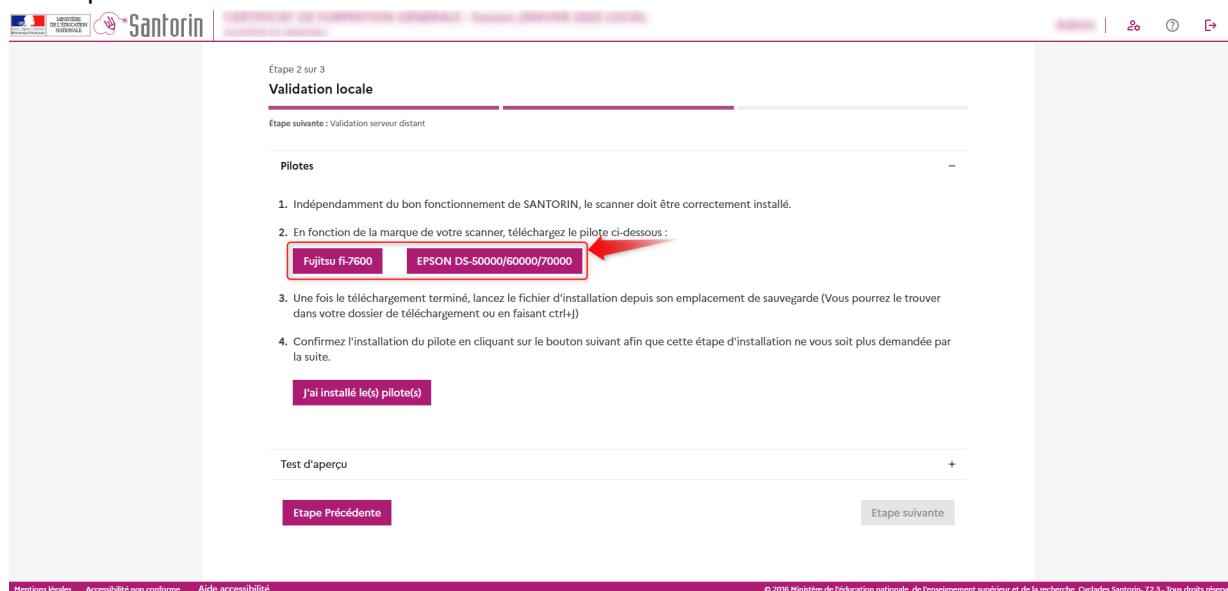 MINISTÈRE
DE L'ÉDUCATION
NATIONALE
Santorin
Étape 2 sur 3
Validation locale
Étape suivante : Validation serveur distant
Pilotes
1. Indépendamment du bon fonctionnement de SANTORIN, le scanner doit être correctement installé.
2. En fonction de la marque de votre scanner, téléchargez le pilote ci-dessous :
Fujitsu fi-7600 EPSON DS-50000/60000/70000
3. Une fois le téléchargement terminé, lancez le fichier d'installation depuis son emplacement de sauvegarde (Vous pourrez le trouver
dans votre dossier de téléchargement ou en faisant ctrl+J)
4. Confirmez l'installation du pilote en cliquant sur le bouton suivant afin que cette étape d'installation ne vous soit plus demandée par
la suite.
J'ai installé le(s) pilote(s)
Test d'aperçu
Etape Précédente Etape suivante
Mentions légales Accessibilité non conforme Aide accessibilité © 2016 Ministère de l'éducation nationale, de l'enseignement supérieur et de la recherche. Cyclades Santorin- 7.2.3 - Tous droits